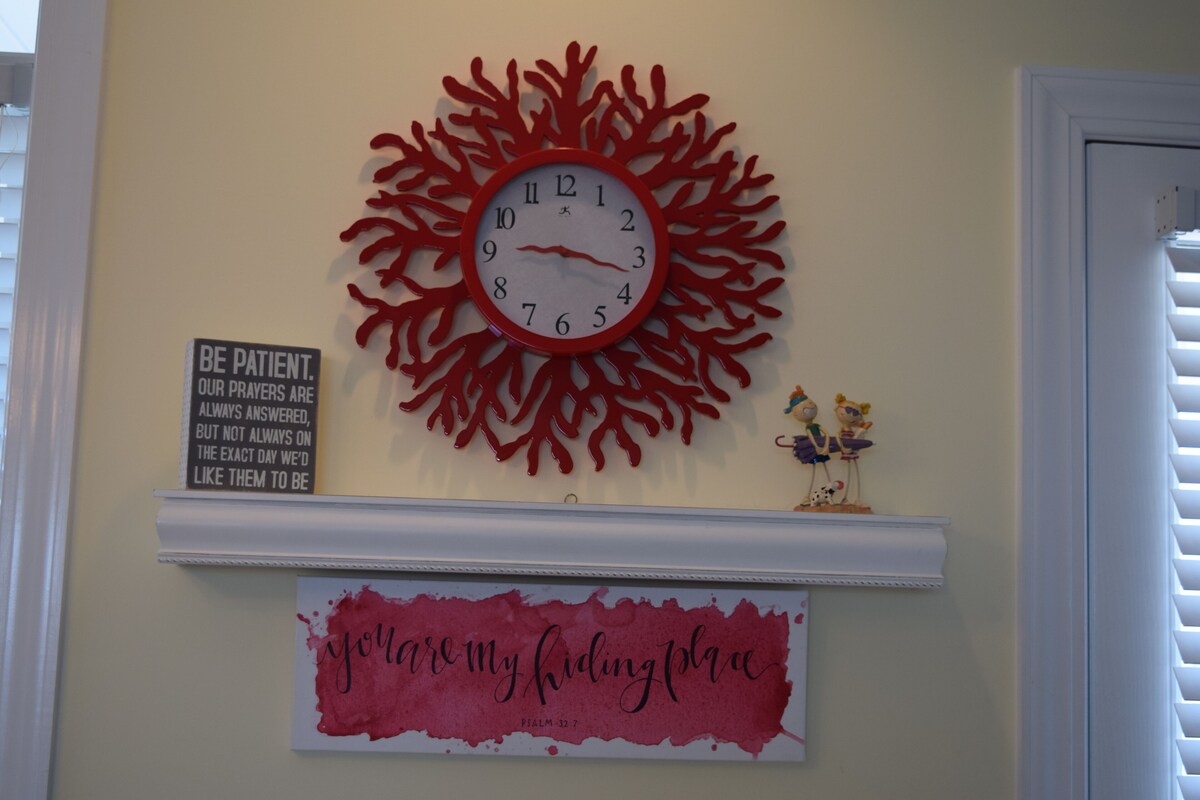 12
11
1
10
2
9
3
8
4
7
5
6
BE PATIENT.
OUR PRAYERS ARE
ALWAYS ANSWERED,
BUT NOT ALWAYS ON
THE EXACT DAY WE'D
LIKE THEM TO BE
you are my hiding place
PSALM 32:7